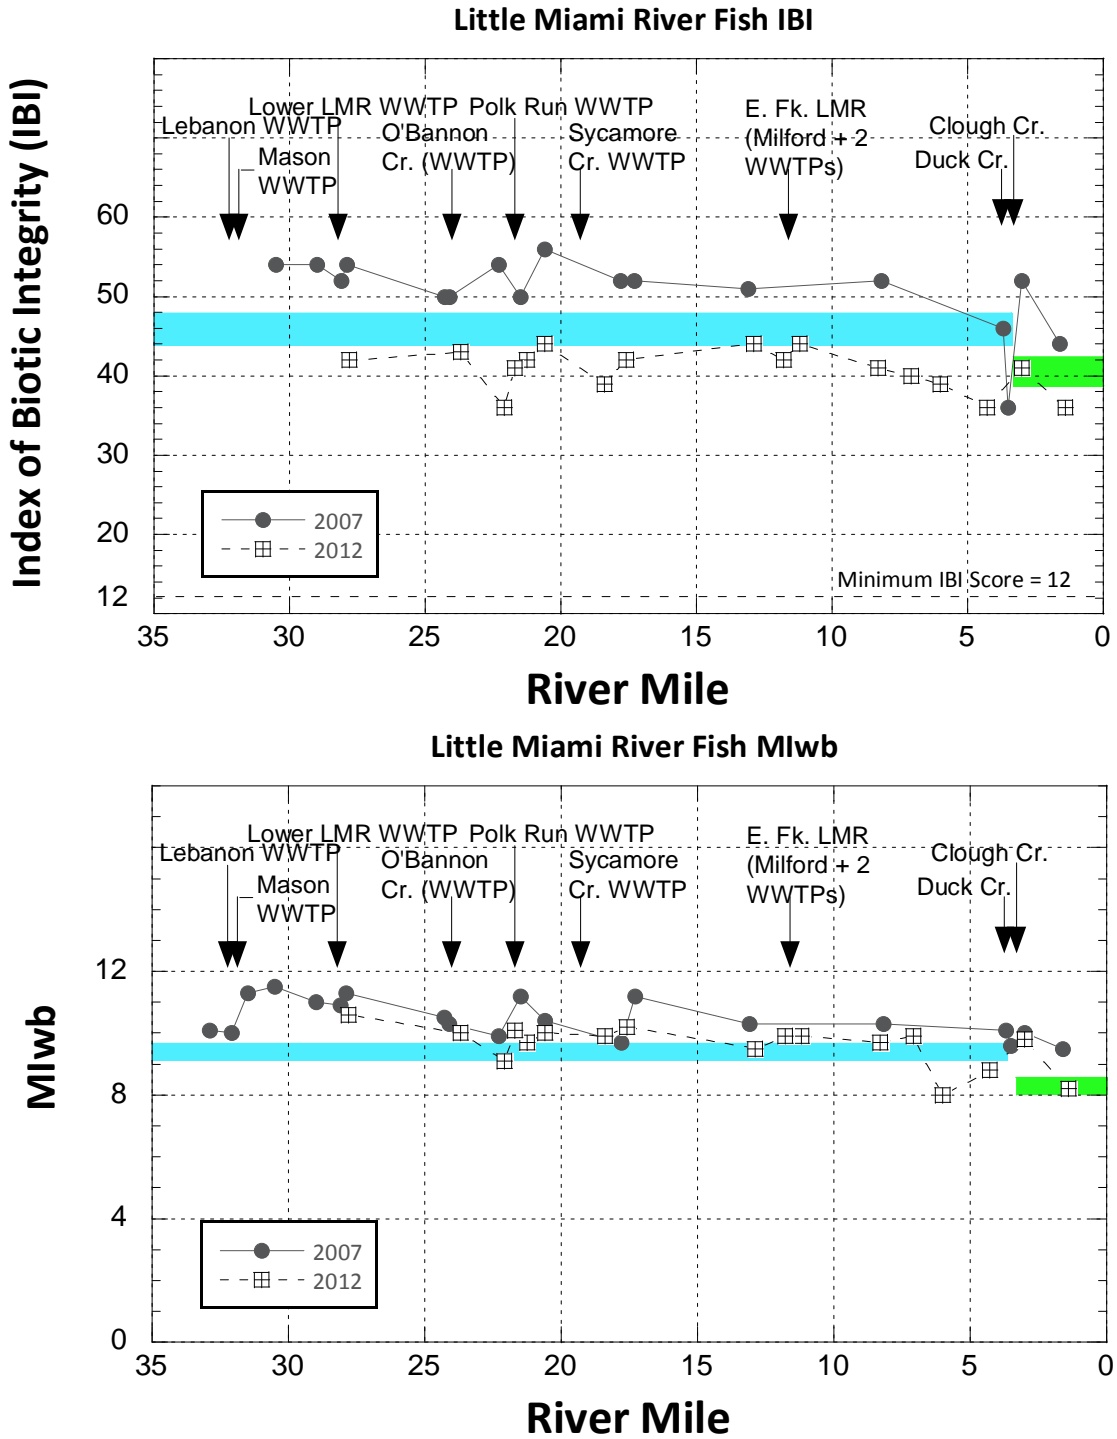 Little Miami River Fish IBI
Index of Biotic Integrity (IBI)
Lower LMR WWTP
Polk Run WWTP
Lebanon WWTP
Mason
WWTP
O'Bannon
Cr. (WWTP)
Sycamore
Cr. WWTP
E. Fk. LMR
(Milford + 2
WWTPs)
Clough Cr.
Duck Cr.
60
50
40
30
20
12
2007
2012
Minimum IBI Score = 12
35 30 25 20 15 10 5 0
River Mile
Little Miami River Fish MIwb
MIwb
Lower LMR WWTP
Polk Run WWTP
Lebanon WWTP
Mason
WWTP
O'Bannon
Cr. (WWTP)
Sycamore
Cr. WWTP
E. Fk. LMR
(Milford + 2
WWTPs)
Clough Cr.
Duck Cr.
12
8
4
0
2007
2012
35 30 25 20 15 10 5 0
River Mile